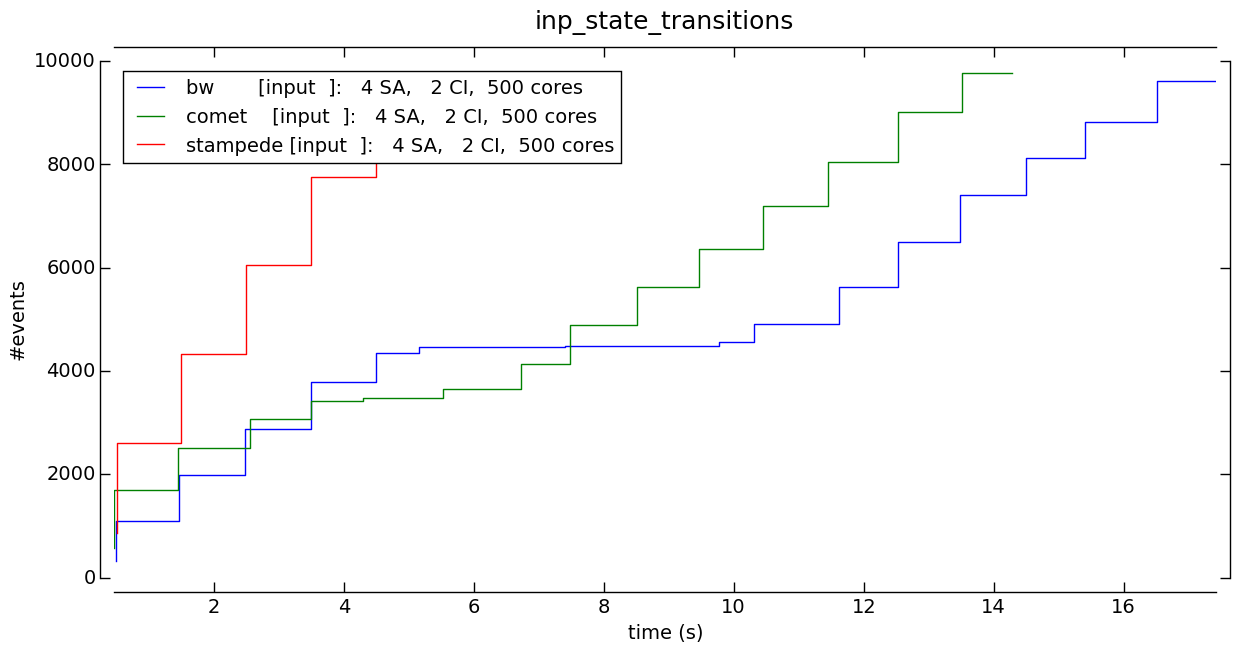 inp_state_transitions
10000
8000
6000
4000
2000
0
#events
bw [input ]: 4 SA, 2 CI, 500 cores
comet [input ]: 4 SA, 2 CI, 500 cores
stampede [input ]: 4 SA, 2 CI, 500 cores
2 4 6 8 10 12 14 16
time (s)